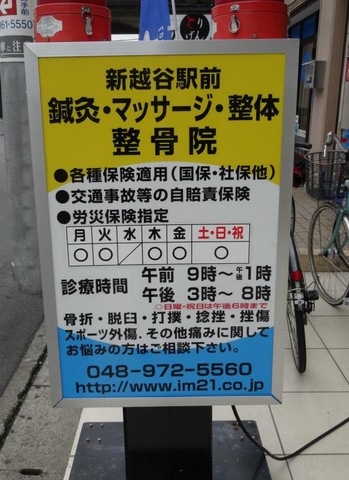 新越谷駅前
鍼灸・マッサージ・整体
整骨院
●各種保険適用(国保・社保他)
●交通事故等の自賠責保険
●労災保険指定
月 火 水 木 金 土・日・祝
○ ○ / ○ ○ ○
診療時間 午前 9時~午後1時
午後 3時~8時
○日曜・祝日は午後6時まで
骨折・脱臼・打撲・捻挫・挫傷
スポーツ外傷、その他痛みに関して
お悩みの方はご相談下さい。
048-972-5560
http://www.im21.co.jp